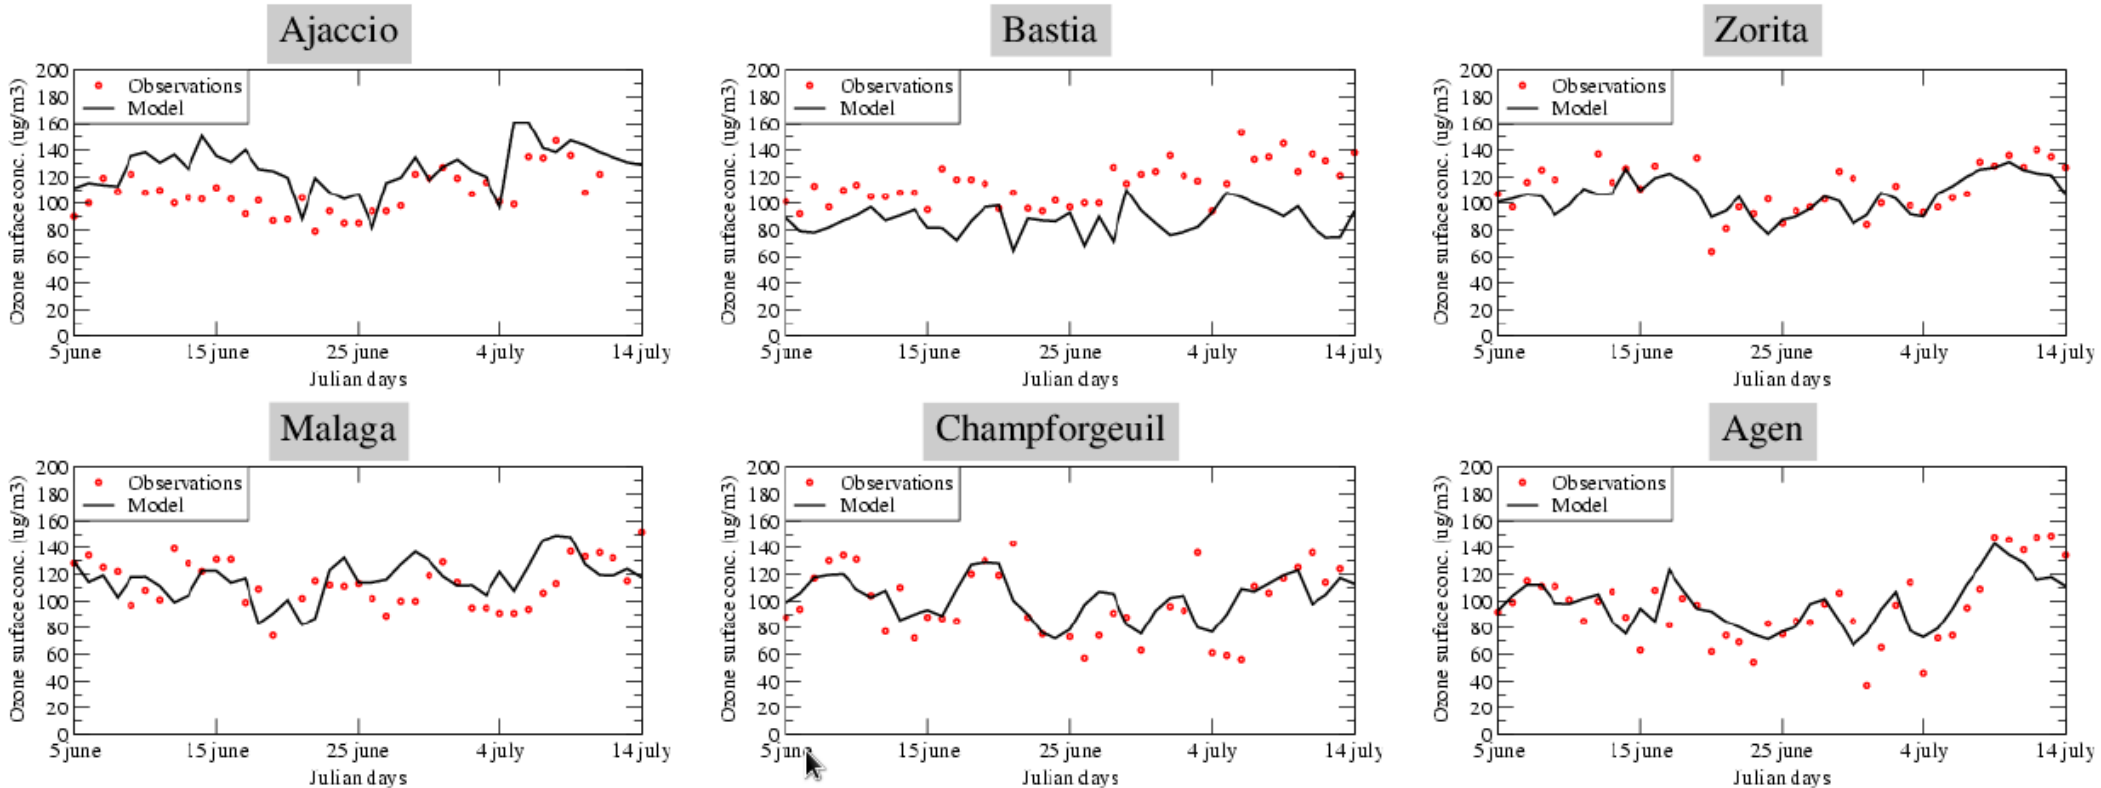 Ajaccio
Ozone surface conc. (ug/m3)
200
180
160
140
120
100
80
60
40
20
0
Observations
Model
5 june
15 june
25 june
4 july
14 july
Julian days
Bastia
Ozone surface conc. (ug/m3)
200
180
160
140
120
100
80
60
40
20
0
Observations
Model
5 june
15 june
25 june
4 july
14 july
Julian days
Zorita
Ozone surface conc. (ug/m3)
200
180
160
140
120
100
80
60
40
20
0
Observations
Model
5 june
15 june
25 june
4 july
14 july
Julian days
Malaga
Ozone surface conc. (ug/m3)
200
180
160
140
120
100
80
60
40
20
0
Observations
Model
5 june
15 june
25 june
4 july
14 july
Julian days
Champforgeuil
Ozone surface conc. (ug/m3)
200
180
160
140
120
100
80
60
40
20
0
Observations
Model
5 june
15 june
25 june
4 july
14 july
Julian days
Agen
Ozone surface conc. (ug/m3)
200
180
160
140
120
100
80
60
40
20
0
Observations
Model
5 june
15 june
25 june
4 july
14 july
Julian days